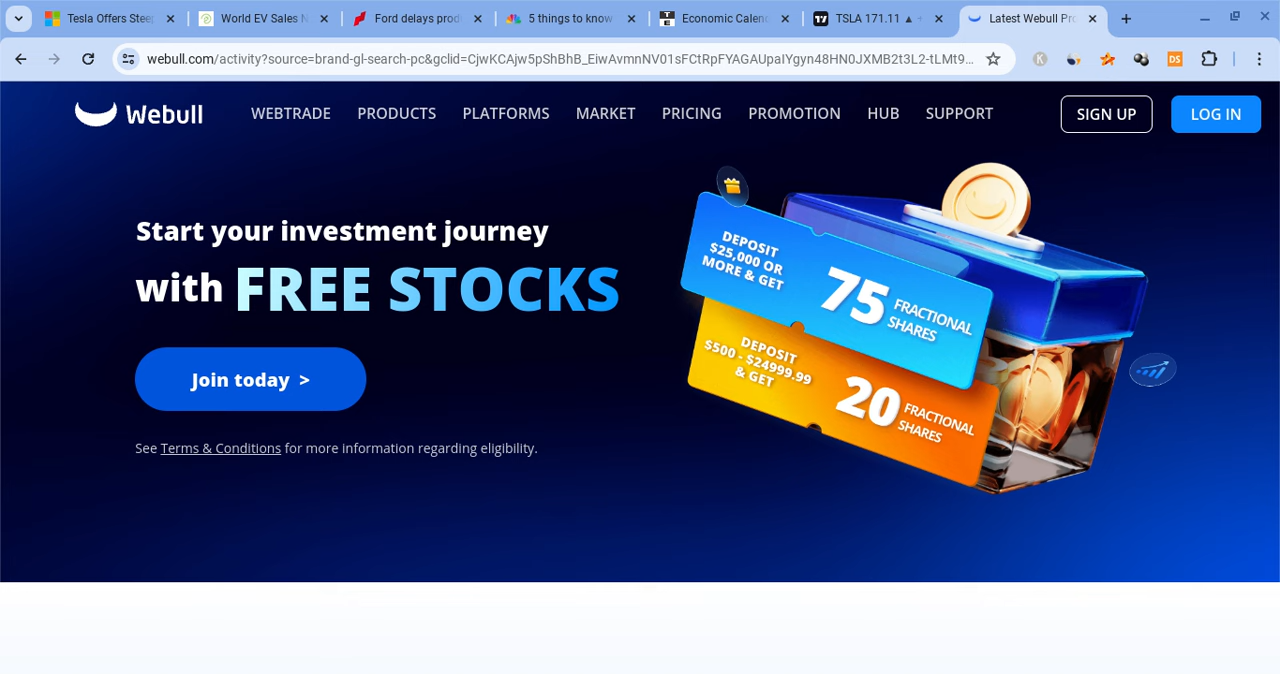 Tesla Offers Stee
World EV Sales N
Ford delays prod
5 things to know
Economic Calenc
TSLA 171.11 ▲
Latest Webull Pro
webull.com/activity?source=brand-gl-search-pc&gclid=CjwKCAjw5pShBhB_EiwAvmnNV01sFCtRpFYAGAUpaIYgyn48HN0JXMB2t3L2-tLMt9...
K
DS
Webull
WEBTRADE
PRODUCTS
PLATFORMS
MARKET
PRICING
PROMOTION
HUB
SUPPORT
SIGN UP
LOG IN
Start your investment journey
with FREE STOCKS
Join today >
See Terms & Conditions for more information regarding eligibility.
DEPOSIT
$25,000 OR
MORE & GET
75
FRACTIONAL
SHARES
DEPOSIT
$500 - $24999.99
& GET
20
FRACTIONAL
SHARES